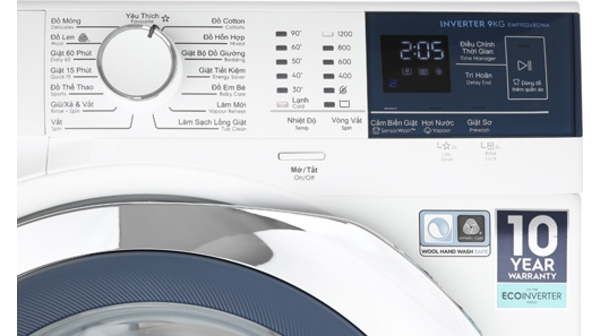 Yêu Thích
Favourite
Đồ Mỏng
Delicates
Đồ Len
Wool
Giặt 60 Phút
Daily 60
Giặt 15 Phút
Quick 15
Đồ Thể Thao
Sports
Giũ/Xả & Vắt
Rinse / Spin
Vắt
Spin
Đồ Cotton
Cottons
Đồ Hỗn Hợp
Mixed
Giặt Bộ Đồ Giường
Bedding
Giặt Tiết Kiệm
Energy Saver
Đồ Em Bé
Baby Care
Làm Mới
Vapour Refresh
Làm Sạch Lồng Giặt
Tub Clean
90°
60°
50°
40°
30°
Lạnh
Cold
Nhiệt Độ
Temp
1200
800
600
400
Vòng Vắt
Spin
Mở/Tắt
On/Off
INVERTER 9KG
2:05
Điều Chỉnh
Thời Gian
Time Manager
Trì Hoãn
Delay End
Dùng để
thêm quần áo
Cảm Biến Giặt
SensorWash™
Hơi Nước
Vapour
Giặt Sơ
Prewash
WOOL HAND WASH SAFE
10
YEAR
WARRANTY
ECOINVERTER